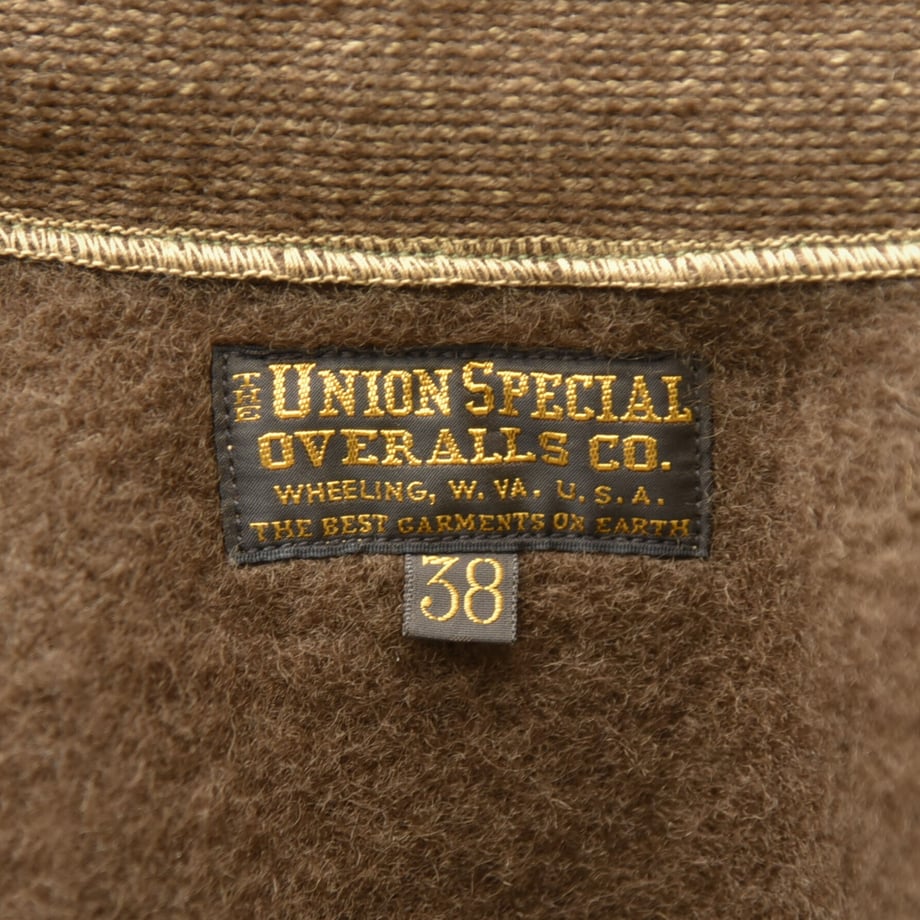 THE UNION SPECIAL
OVERALLS CO.
WHEELING, W. VA. U.S.A.
THE BEST GARMENTS ON EARTH
38